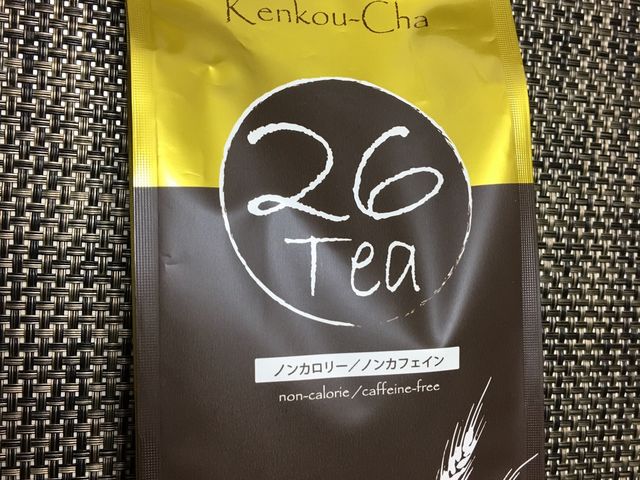 Kenkou-Cha
26
Tea
ノンカロリー／ノンカフェイン
non-calorie/caffeine-free